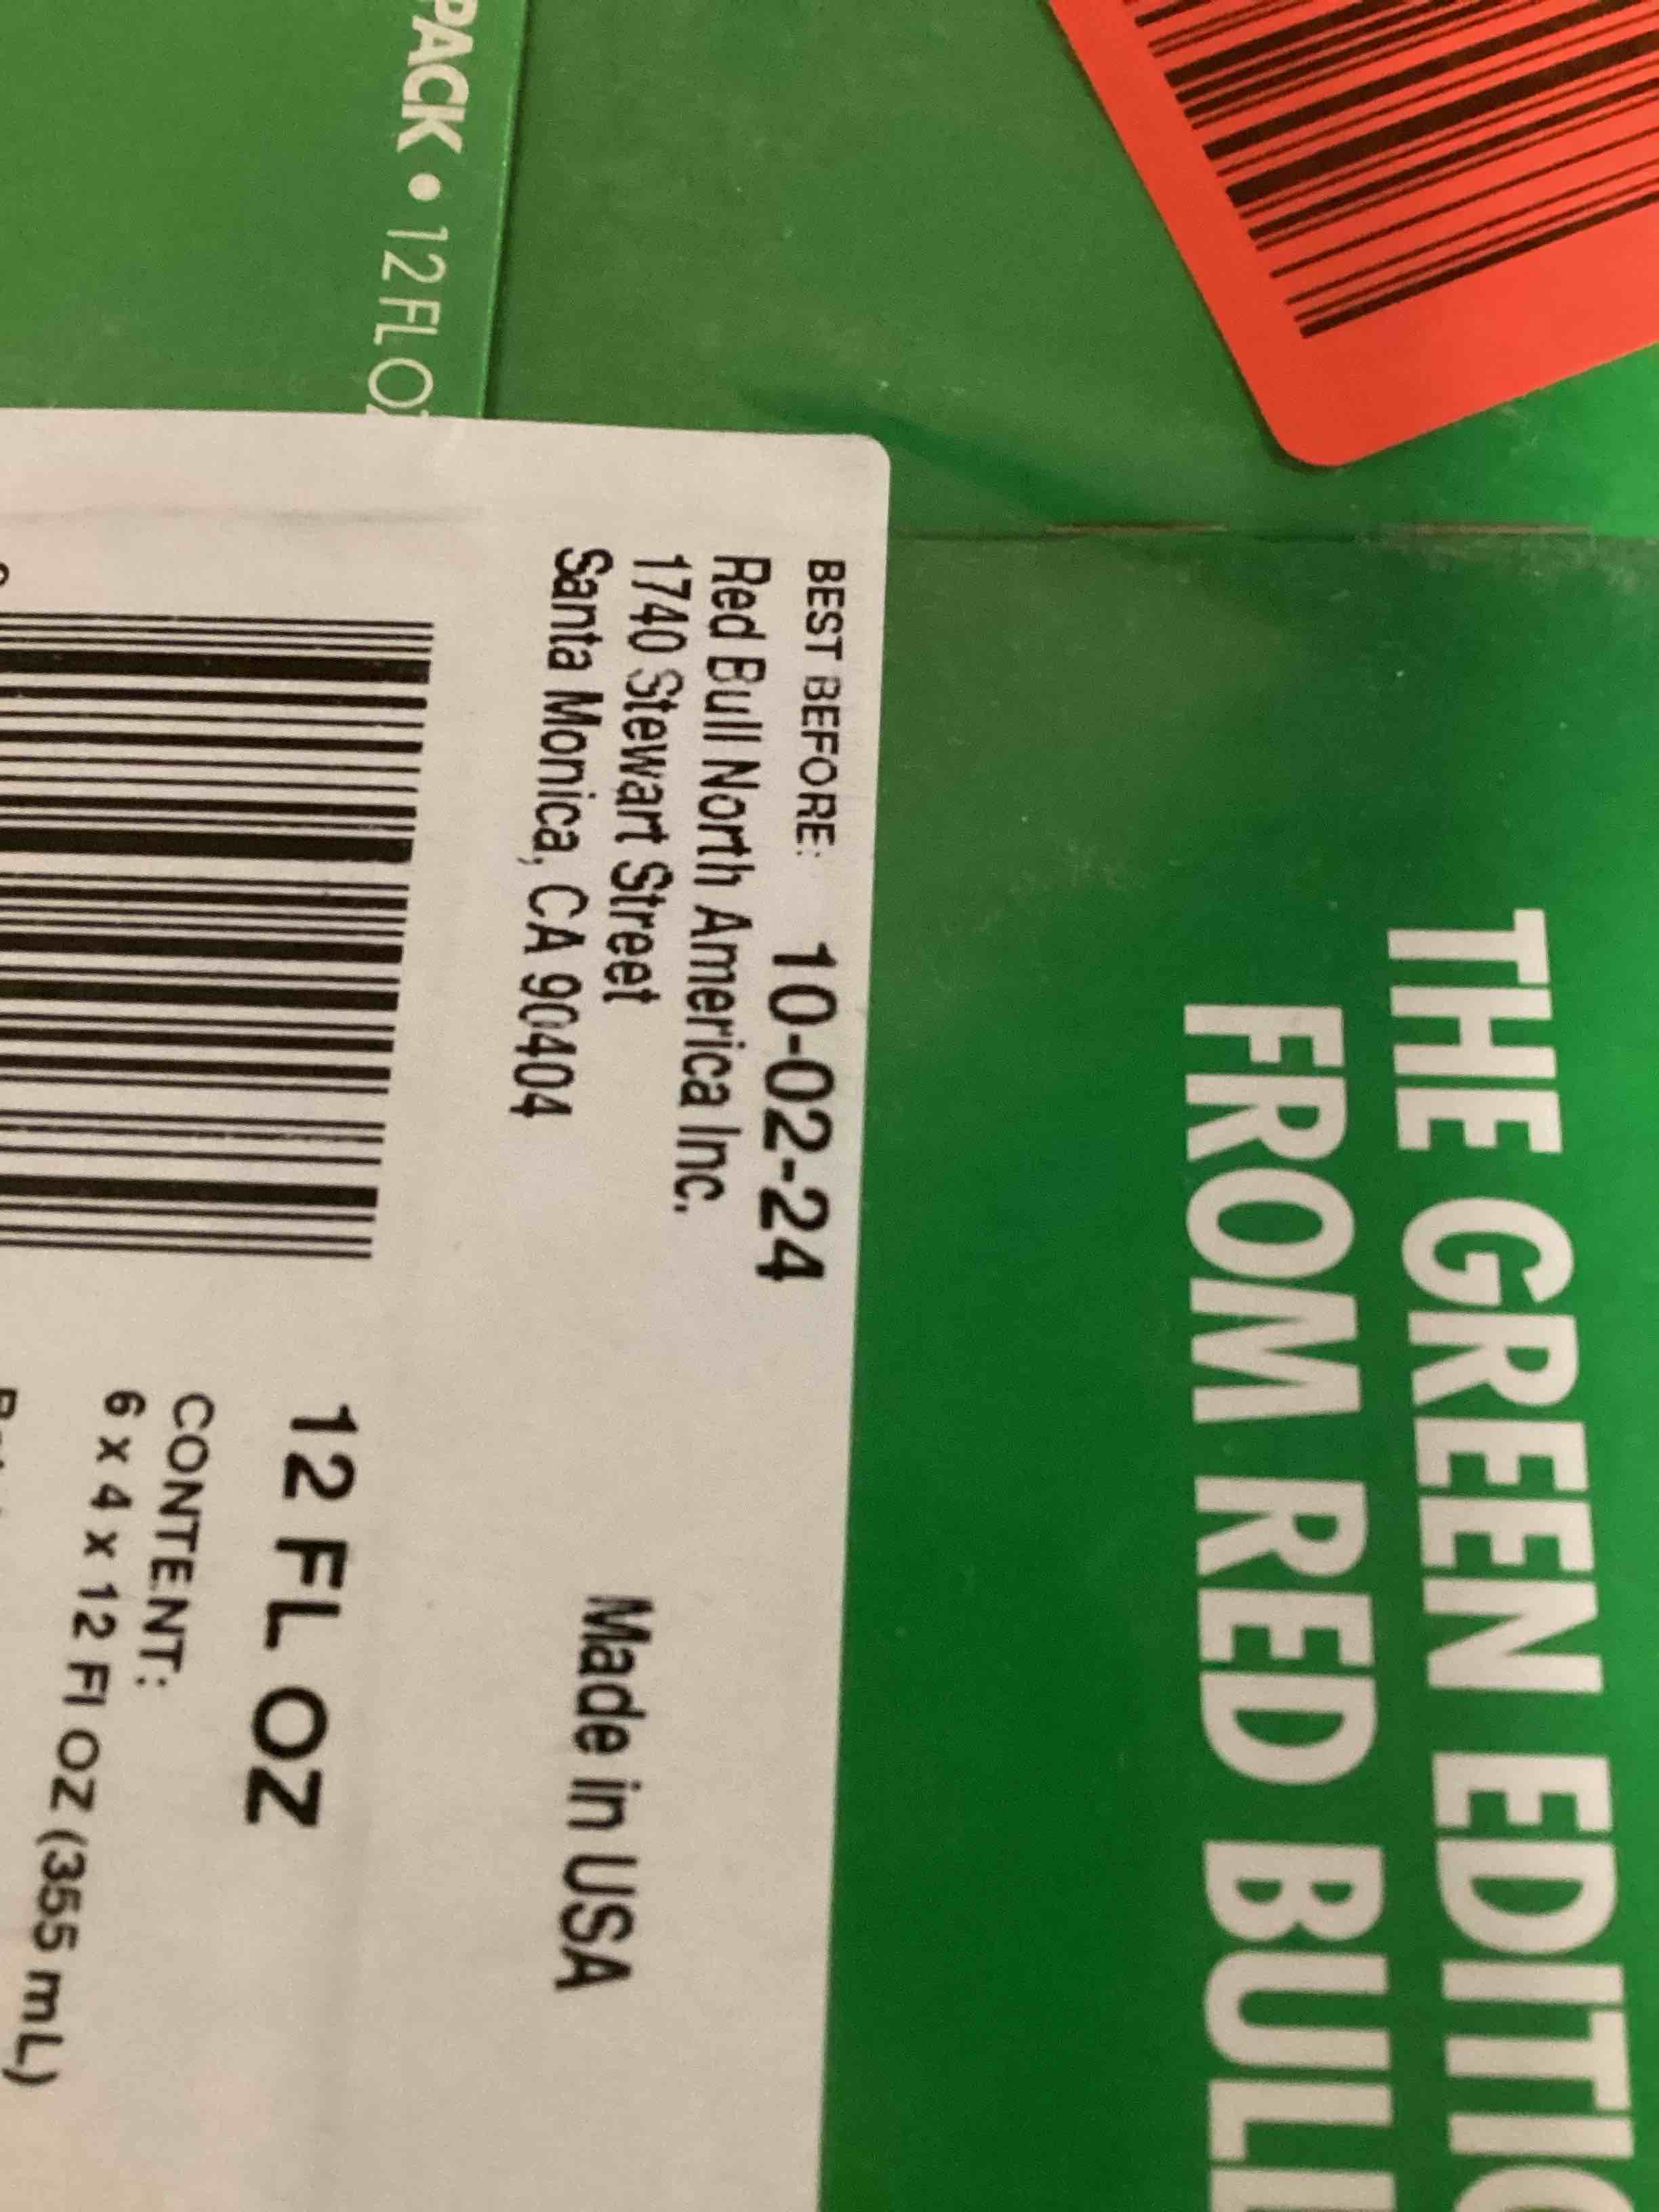 THE GREEN EDITIO
FROM RED BULL
BEST BEFORE: 10-02-24
Red Bull North America Inc.
1740 Stewart Street
Santa Monica, CA 90404
Made in USA
PACK • 12 FL OZ
12 FL OZ
CONTENT:
6 x 4 x 12 Fl OZ (355 mL)